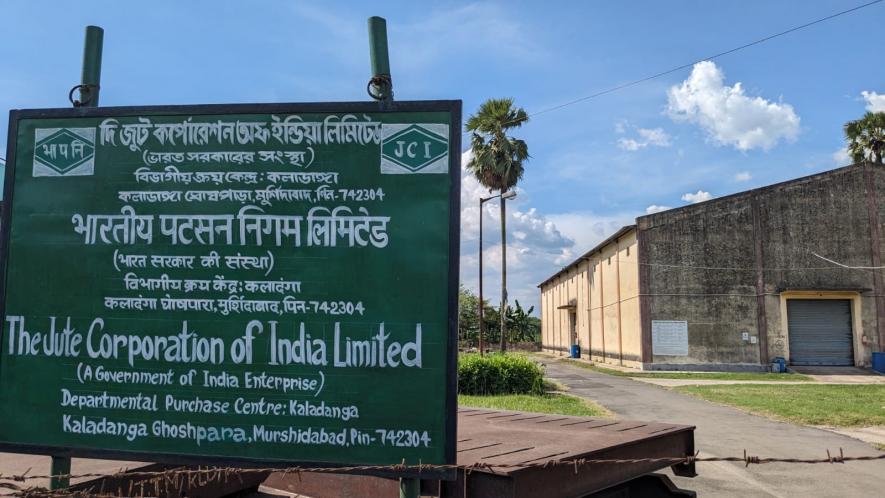 भा प नि
দি জুট কর্পোরেশন অফ ইন্ডিয়া লিমিটেড
JCI
(ভারত সরকারের সংস্থা)
বিভাগীয় ক্রয় কেন্দ্র: কলাডাঙ্গা
কলাডাঙ্গা ঘোষপাড়া, মুর্শিদাবাদ, পিন-742304
भारतीय पटसन निगम लिमिटेड
(भारत सरकार की संस्था)
विभागीय क्रय केंद्र: कलादंगा
कलादंगा घोषपारा, मुर्शिदाबाद, पिन-742304
The Jute Corporation of India Limited
(A Government of India Enterprise)
Departmental Purchase Centre: Kaladanga
Kaladanga Ghoshpara, Murshidabad, Pin-742304